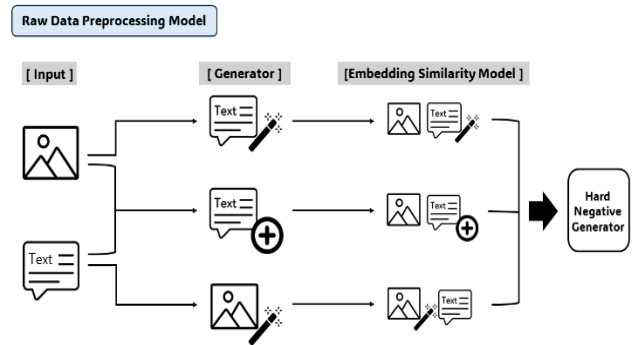 Raw Data Preprocessing Model
[ Input ]
[ Generator ]
[Embedding Similarity Model ]
Text
Text
Text
Text
Text
Hard
Negative
Generator
Text
Text